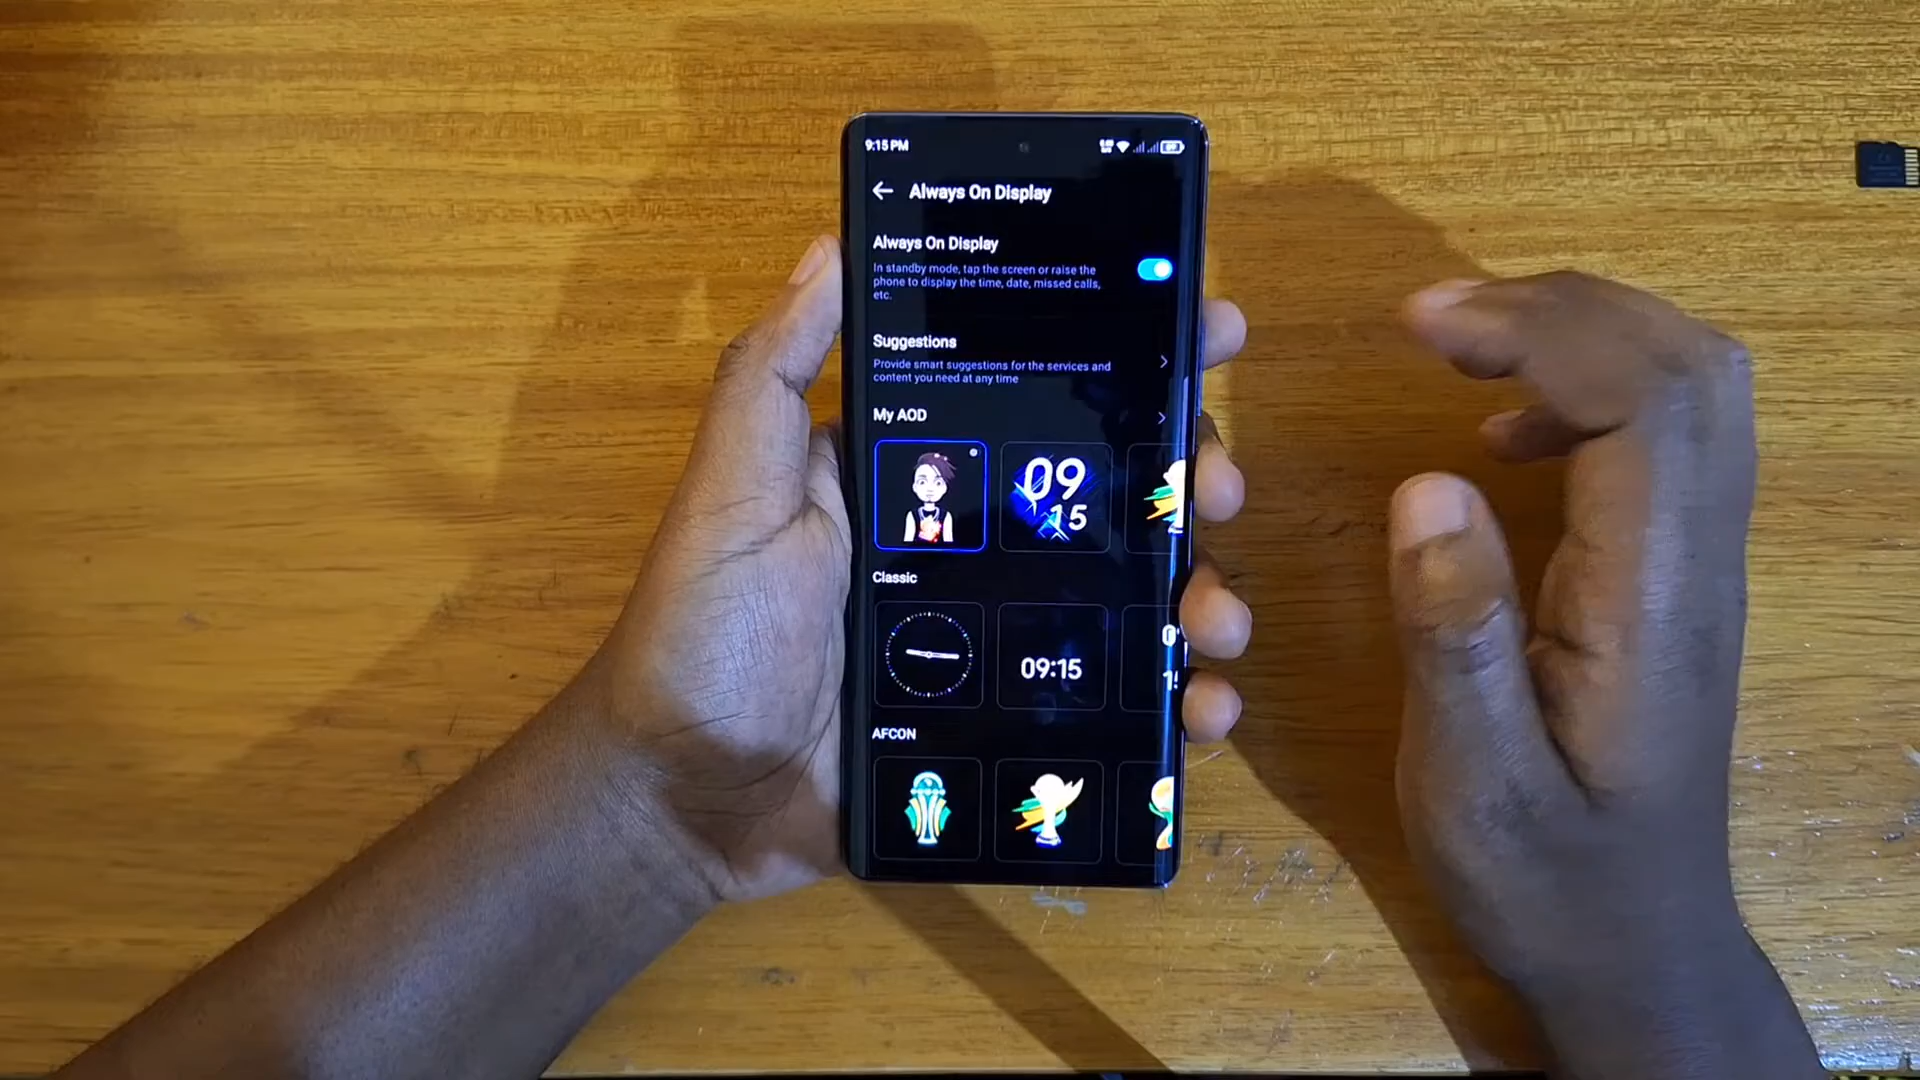 9:15 PM
Always On Display
Always On Display
In standby mode, tap the screen or raise the
phone to display the time, date, missed calls,
etc.
Suggestions
Provide smart suggestions for the services and
content you need at any time
My AOD
09
15
Classic
09:15
AFCON